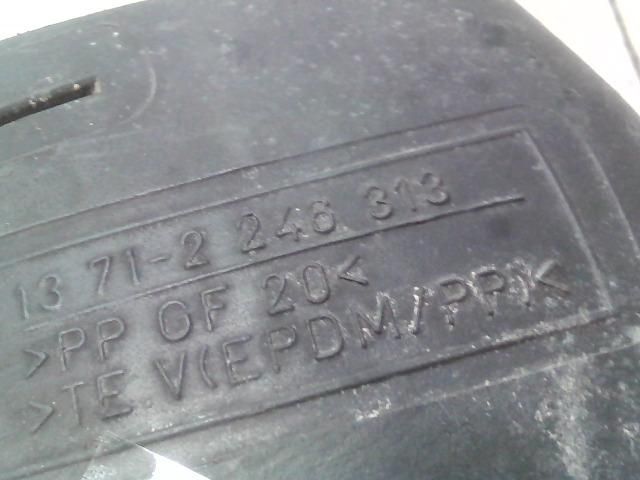 13 71-2 246 313
>PP GF 20<
>TE.V(EPDM/PP)<